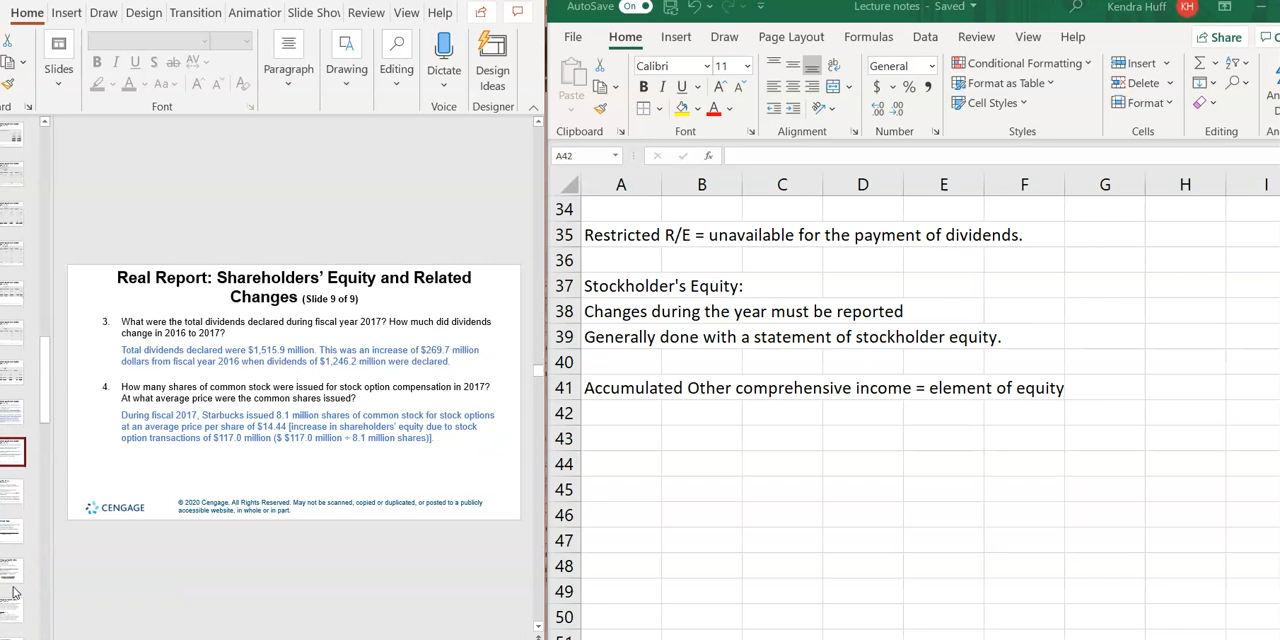 Home Insert Draw Design Transition Animation Slide Show Review View Help
Slides
B I U S ab AV
Aa A A
Font
Paragraph
Drawing
Editing
Dictate
Voice
Design
Ideas
Designer
Real Report: Shareholders’ Equity and Related
Changes (Slide 9 of 9)
3. What were the total dividends declared during fiscal year 2017? How much did dividends
change in 2016 to 2017?
Total dividends declared were $1,515.9 million. This was an increase of $269.7 million
dollars from fiscal year 2016 when dividends of $1,246.2 million were declared.
4. How many shares of common stock were issued for stock option compensation in 2017?
At what average price were the common shares issued?
During fiscal 2017, Starbucks issued 8.1 million shares of common stock for stock options
at an average price per share of $14.44 [increase in shareholders’ equity due to stock
option transactions of $117.0 million ($ $117.0 million ÷ 8.1 million shares)].
CENGAGE
© 2020 Cengage. All Rights Reserved. May not be scanned, copied or duplicated, or posted to a publicly
accessible website, in whole or in part.
AutoSave On
Lecture notes - Saved
Kendra Huff KH
File Home Insert Draw Page Layout Formulas Data Review View Help
Share
Paste
Clipboard
Calibri 11
B I U A A
Font
Alignment
General
$ % 9
Number
Conditional Formatting
Format as Table
Cell Styles
Styles
Insert
Delete
Format
Cells
Editing
A42
fx
A B C D E F G H I
34
35 Restricted R/E = unavailable for the payment of dividends.
36
37 Stockholder's Equity:
38 Changes during the year must be reported
39 Generally done with a statement of stockholder equity.
40
41 Accumulated Other comprehensive income = element of equity
42
43
44
45
46
47
48
49
50